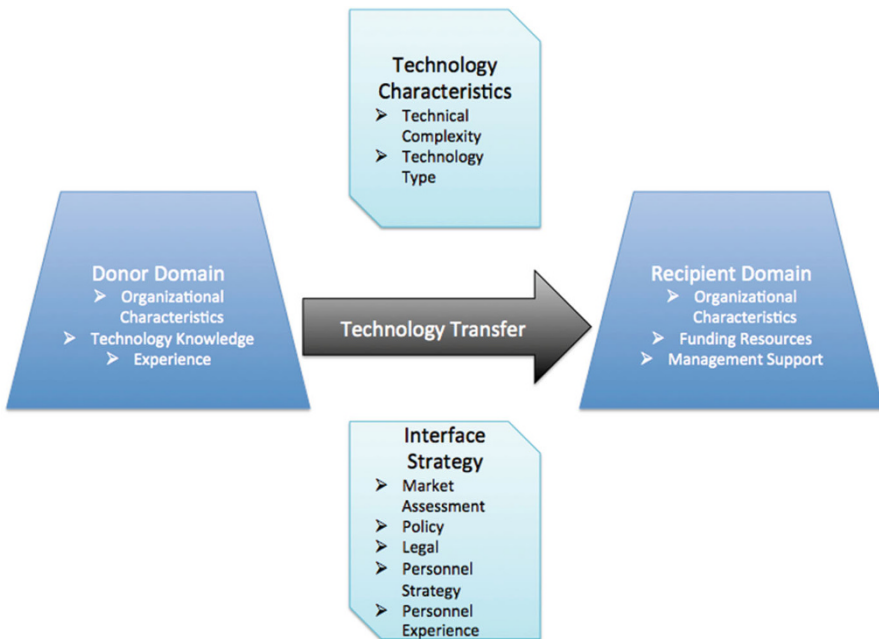 Technology
Characteristics
➢ Technical
Complexity
➢ Technology
Type
Donor Domain
➢ Organizational
Characteristics
➢ Technology Knowledge
➢ Experience
Technology Transfer
Recipient Domain
➢ Organizational
Characteristics
➢ Funding Resources
➢ Management Support
Interface
Strategy
➢ Market
Assessment
➢ Policy
➢ Legal
➢ Personnel
Strategy
➢ Personnel
Experience